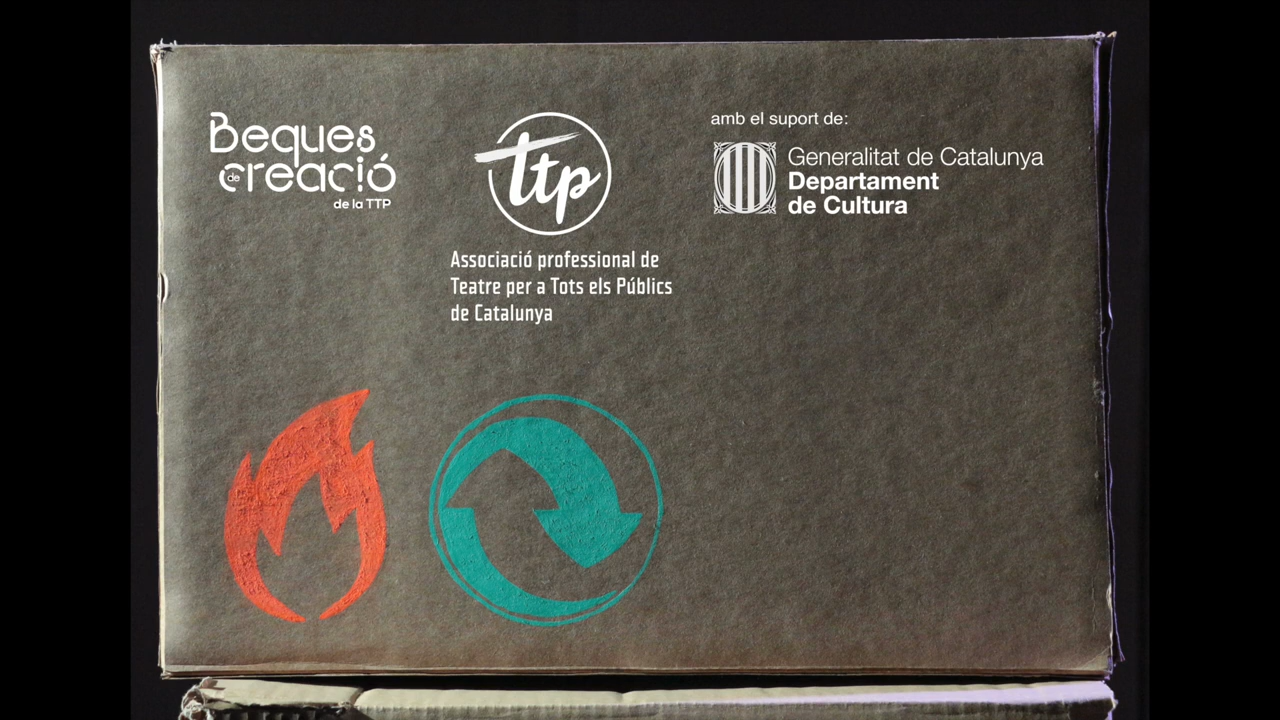 Beques
de creació
de la TTP
ttp
Associació professional de
Teatre per a Tots els Públics
de Catalunya
amb el suport de:
Generalitat de Catalunya
Departament
de Cultura